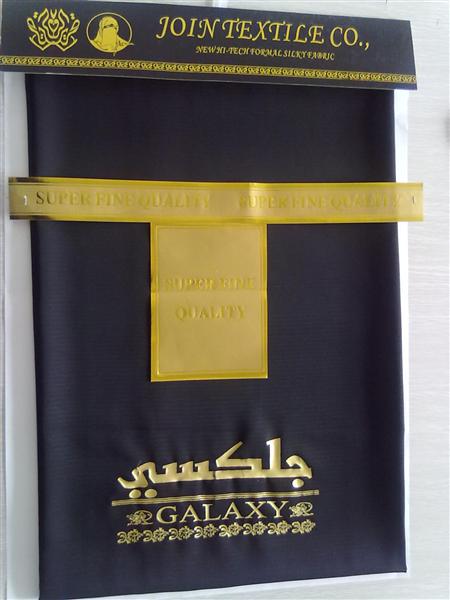 JOIN TEXTILE CO.,
NEW HI-TECH FORMAL SILKY FABRIC
SUPER FINE QUALITY SUPER FINE QUALITY
SUPER FINE
QUALITY
جلكسي
GALAXY